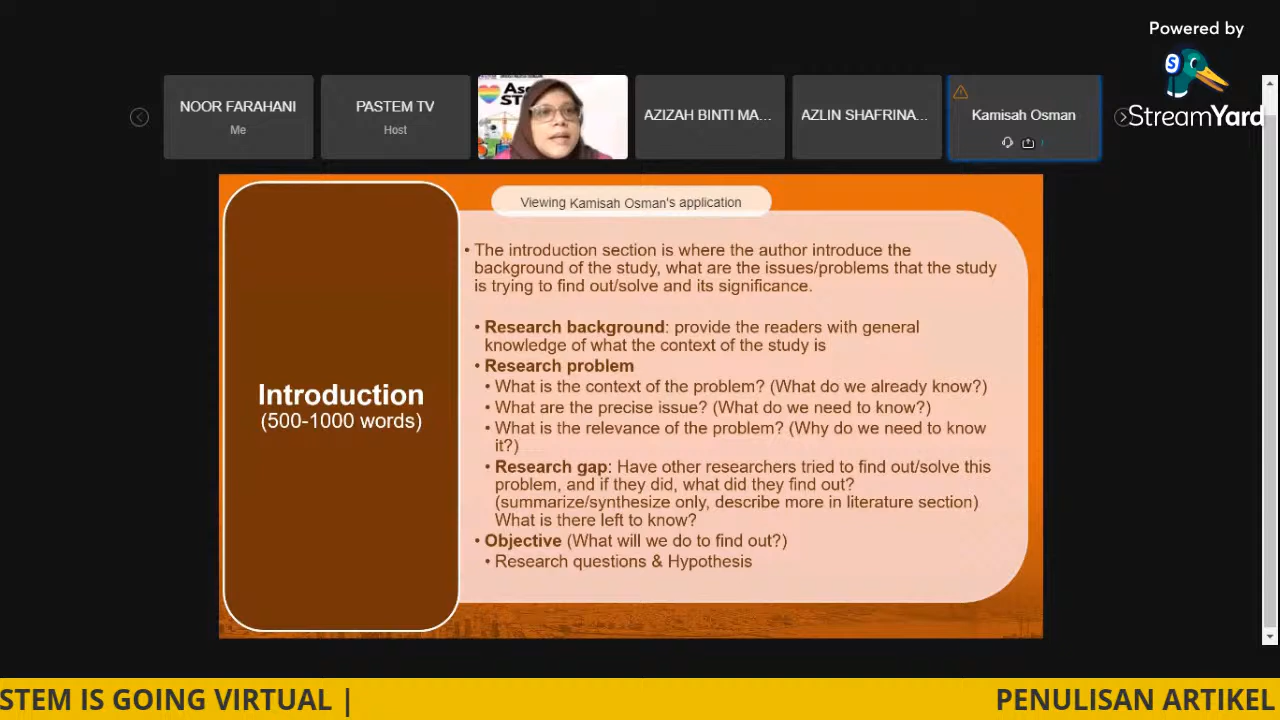 Powered by
S
StreamYard
NOOR FARAHANI
Me
PASTEM TV
Host
AZIZAH BINTI MA...
AZLIN SHAFRINA...
Kamisah Osman
Viewing Kamisah Osman's application
Introduction
(500-1000 words)
• The introduction section is where the author introduce the
background of the study, what are the issues/problems that the study
is trying to find out/solve and its significance.
• Research background: provide the readers with general
knowledge of what the context of the study is
• Research problem
• What is the context of the problem? (What do we already know?)
• What are the precise issue? (What do we need to know?)
• What is the relevance of the problem? (Why do we need to know
it?)
• Research gap: Have other researchers tried to find out/solve this
problem, and if they did, what did they find out?
(summarize/synthesize only, describe more in literature section)
What is there left to know?
• Objective (What will we do to find out?)
• Research questions & Hypothesis
STEM IS GOING VIRTUAL |
PENULISAN ARTIKEL